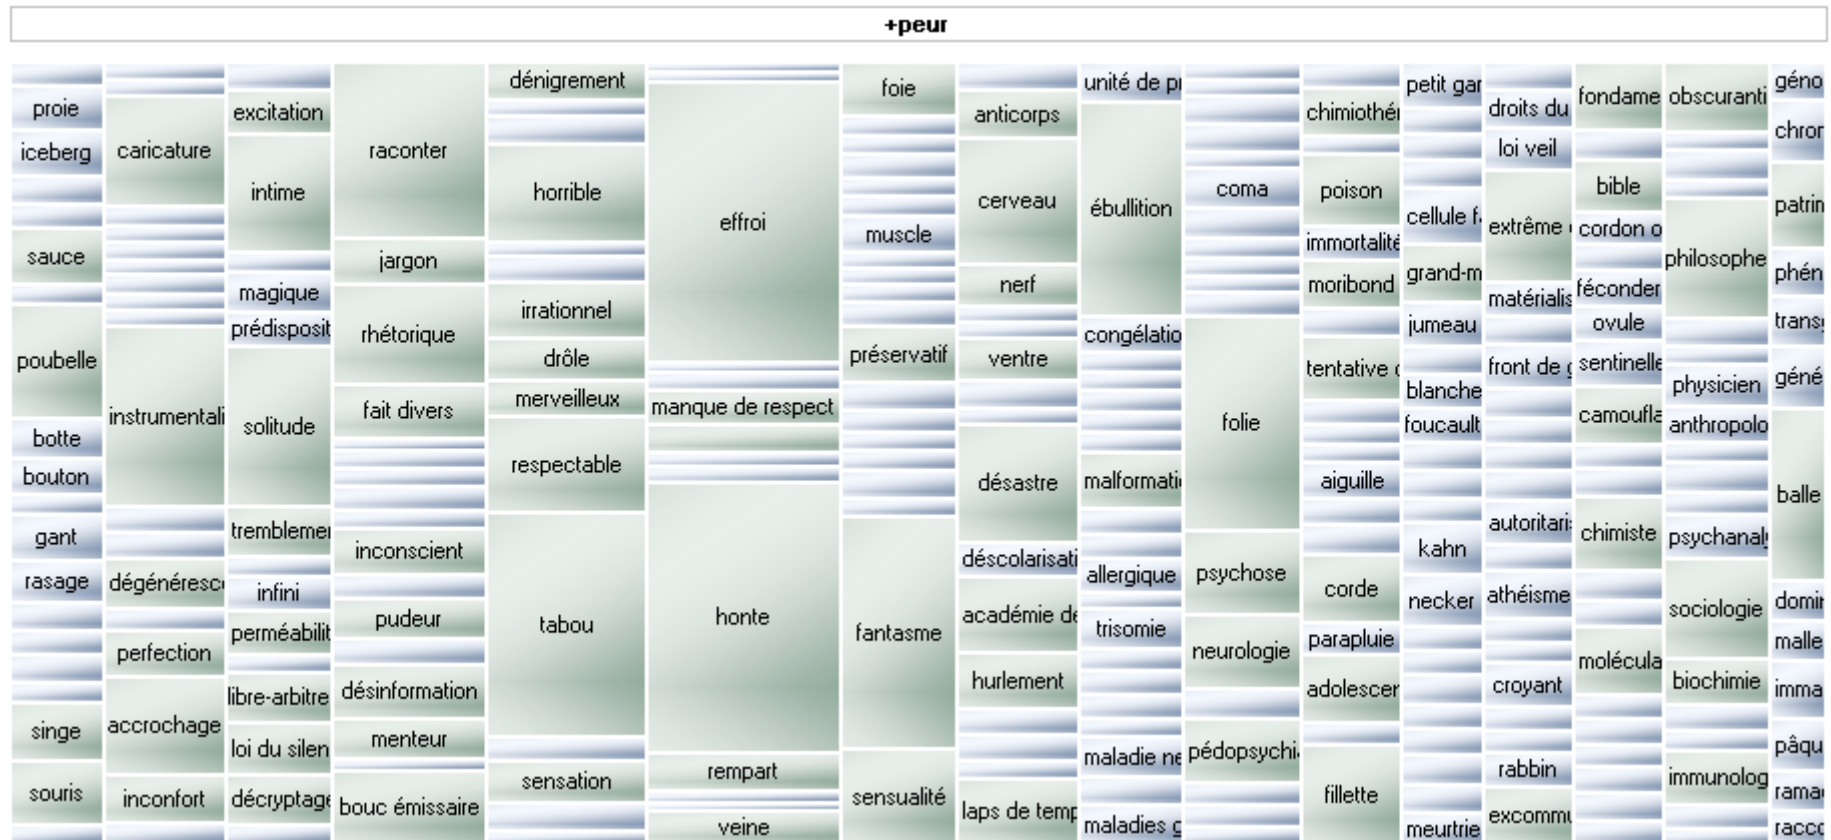 +peur
proie
iceberg
sauce
poubelle
botte
bouton
gant
rasage
singe
souris
caricature
instrumentali
dégénéresc
perfection
accrochage
inconfort
excitation
intime
magique
prédisposit
solitude
tremblemer
infini
perméabilit
libre-arbitre
loi du silen
décryptage
raconter
jargon
rhétorique
fait divers
inconscient
pudeur
désinformation
menteur
bouc émissaire
dénigrement
horrible
irrationnel
drôle
merveilleux
respectable
tabou
sensation
effroi
manque de respect
honte
rempart
veine
foie
muscle
préservatif
fantasme
sensualité
anticorps
cerveau
nerf
ventre
désastre
déscolarisati
académie de
hurlement
laps de temp
unité de p
ébullition
congélatio
malformati
allergique
trisomie
maladie ne
maladies g
coma
folie
psychose
neurologie
pédopsychi
chimiothé
poison
immortalité
moribond
tentative
aiguille
corde
parapluie
adolescer
fillette
petit gar
cellule f
grand-m
jumeau
blanche
foucault
kahn
necker
meurtrie
droits du
loi veil
extrême
matérialis
front de
autoritari
athéisme
croyant
rabbin
excommu
fondame
bible
cordon o
féconder
ovule
sentinelle
camoufla
chimiste
molécula
obscuranti
philosophe
physicien
anthropolo
psychanal
sociologie
biochimie
immunolog
géno
chror
patrin
phén
trans
géné
balle
domir
malle
imma
pâqu
rama
racco